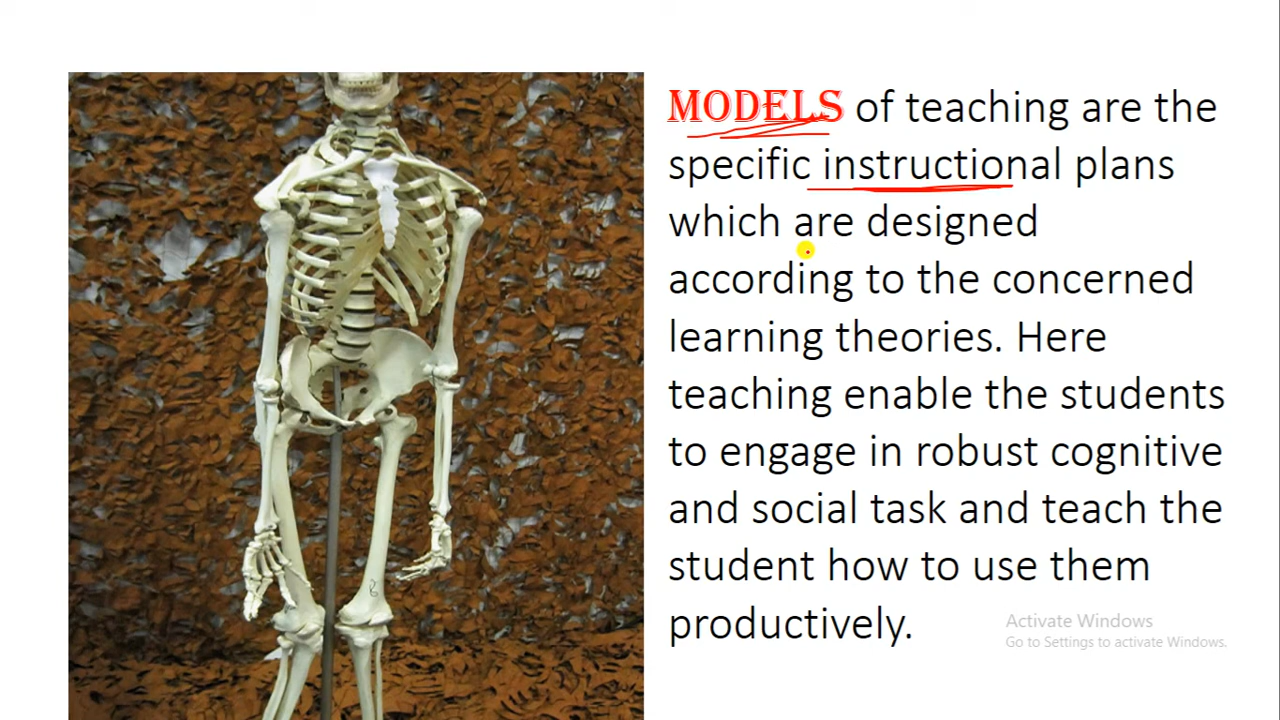 MODELS of teaching are the
specific instructional plans
which are designed
according to the concerned
learning theories. Here
teaching enable the students
to engage in robust cognitive
and social task and teach the
student how to use them
productively.
Activate Windows
Go to Settings to activate Windows.